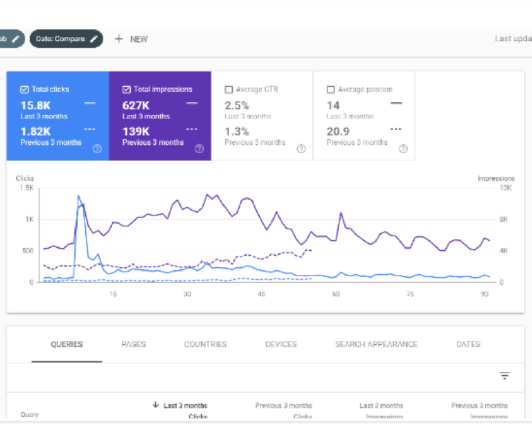 ab Date: Compare + NEW Last upda
Total clicks Total impressions Average CTR Average position
15.8K 627K 2.5% 14
Last 3 months Last 3 months Last 3 months Last 3 months
1.82K 139K 1.3% 20.9
Previous 3 months Previous 3 months Previous 3 months Previous 3 months
Clicks Impressions
1.5K 12K
1K 8K
500 4K
0 0
15 30 45 60 75 90
QUERIES PAGES COUNTRIES DEVICES SEARCH APPEARANCE DATES
Last 3 months Previous 3 months Last 3 months Previous 3 months
Query Clicks Clicks Impressions Impressions